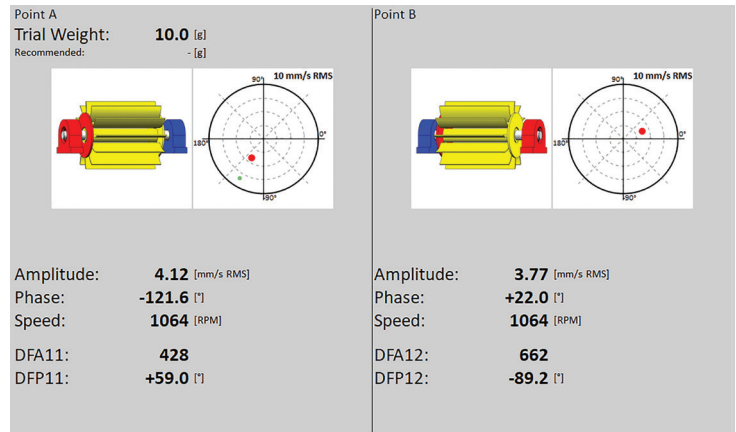 Point A
Trial Weight: 10.0 [g]
Recommended: - [g]
90° 10 mm/s RMS
180° 0°
-90°
Amplitude: 4.12 [mm/s RMS]
Phase: -121.6 [°]
Speed: 1064 [RPM]
DFA11: 428
DFP11: +59.0 [°]
Point B
90° 10 mm/s RMS
180° 0°
-90°
Amplitude: 3.77 [mm/s RMS]
Phase: +22.0 [°]
Speed: 1064 [RPM]
DFA12: 662
DFP12: -89.2 [°]